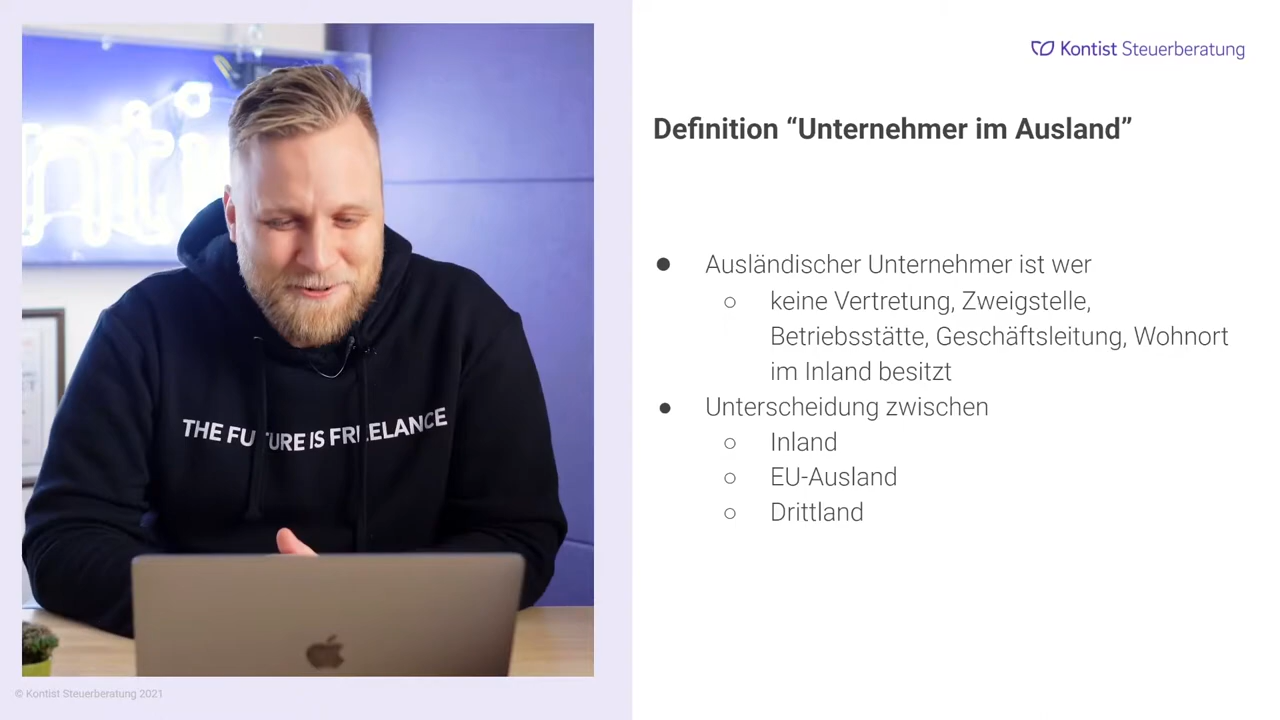 Kontist Steuerberatung
Definition “Unternehmer im Ausland”
● Ausländischer Unternehmer ist wer
○ keine Vertretung, Zweigstelle,
Betriebsstätte, Geschäftsleitung, Wohnort
im Inland besitzt
● Unterscheidung zwischen
○ Inland
○ EU-Ausland
○ Drittland
THE FUTURE IS FREELANCE
© Kontist Steuerberatung 2021